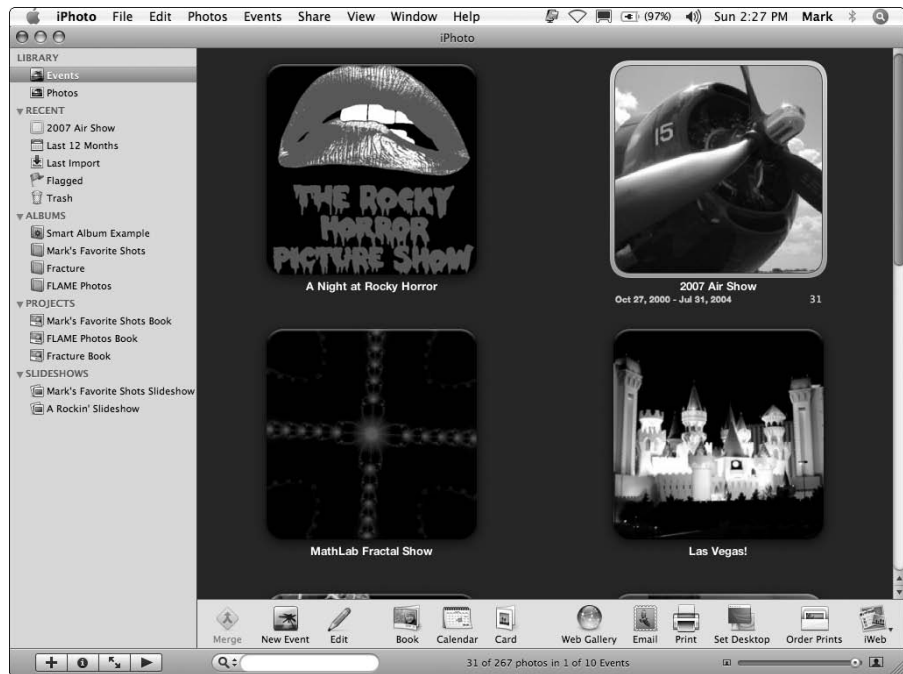 iPhoto File Edit Photos Events Share View Window Help (97%) Sun 2:27 PM Mark
iPhoto
LIBRARY
Events
Photos
RECENT
2007 Air Show
Last 12 Months
Last Import
Flagged
Trash
ALBUMS
Smart Album Example
Mark's Favorite Shots
Fracture
FLAME Photos
PROJECTS
Mark's Favorite Shots Book
FLAME Photos Book
Fracture Book
SLIDESHOWS
Mark's Favorite Shots Slideshow
A Rockin' Slideshow
THE ROCKY
HORROR
PICTURE SHOW
A Night at Rocky Horror
15
2007 Air Show
Oct 27, 2000 - Jul 31, 2004 31
MathLab Fractal Show
Las Vegas!
Merge New Event Edit Book Calendar Card Web Gallery Email Print Set Desktop Order Prints iWeb
31 of 267 photos in 1 of 10 Events